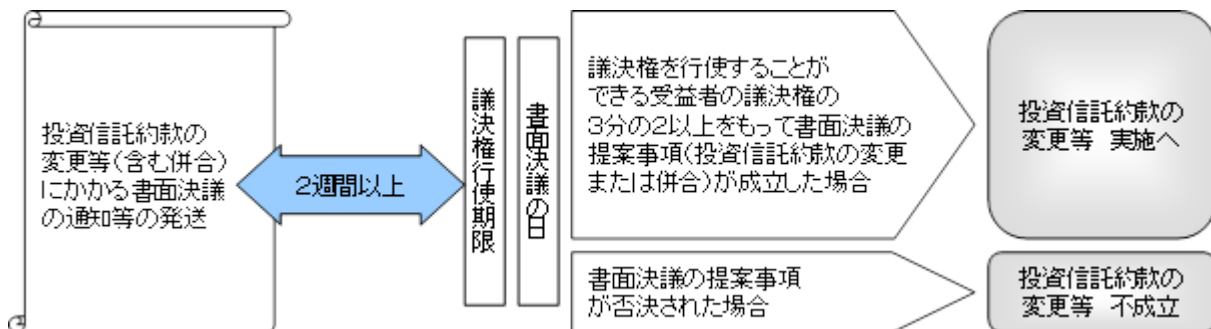 投資信託約款の
変更等(含む併合)
にかかる書面決議
の通知等の発送
2週間以上
議決権行使期限
書面決議の日
議決権を行使することが
できる受益者の議決権の
3分の2以上をもって書面決議の
提案事項(投資信託約款の変更
または併合)が成立した場合
投資信託約款の
変更等 実施へ
書面決議の提案事項
が否決された場合
投資信託約款の
変更等 不成立